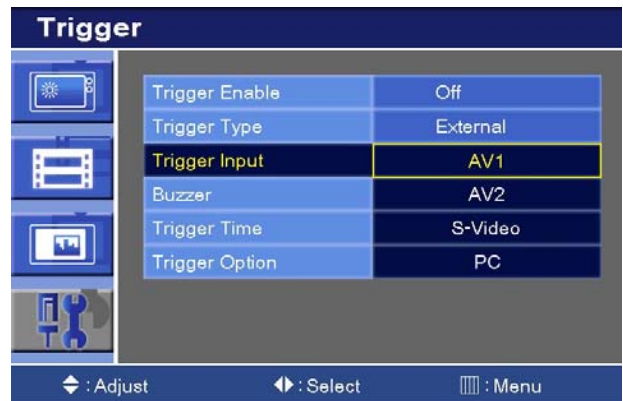 Trigger
Trigger Enable Off
Trigger Type External
Trigger Input AV1
Buzzer AV2
Trigger Time S-Video
Trigger Option PC
: Adjust : Select : Menu